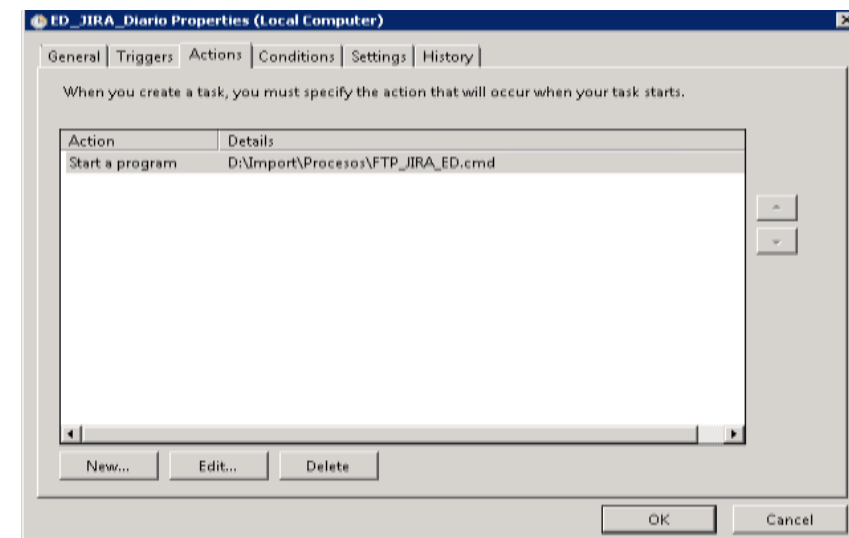 ED_JIRA_Diario Properties (Local Computer)
General Triggers Actions Conditions Settings History
When you create a task, you must specify the action that will occur when your task starts.
Action Details
Start a program D:\Import\Procesos\FTP_JIRA_ED.cmd
New... Edit... Delete
OK Cancel